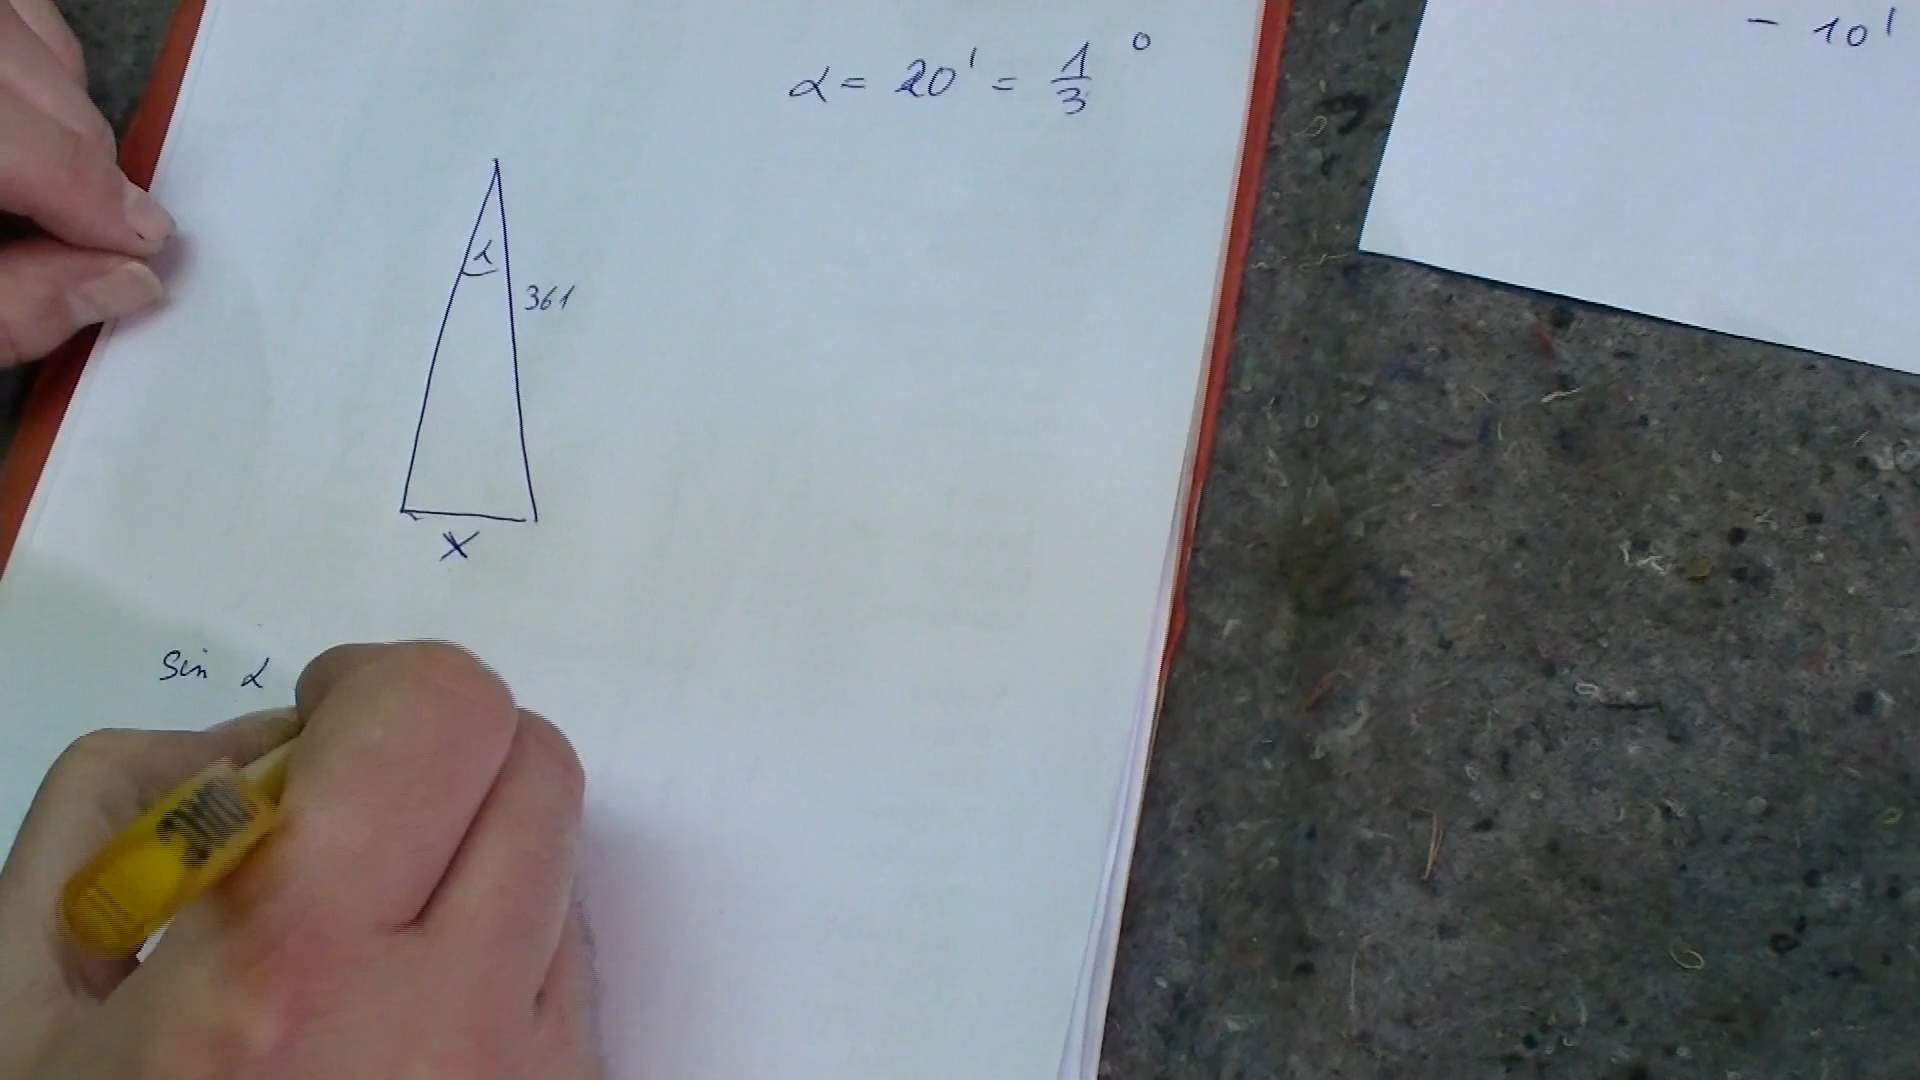 α = 20' = 1/3 °
- 10'
α
361
x
sin α